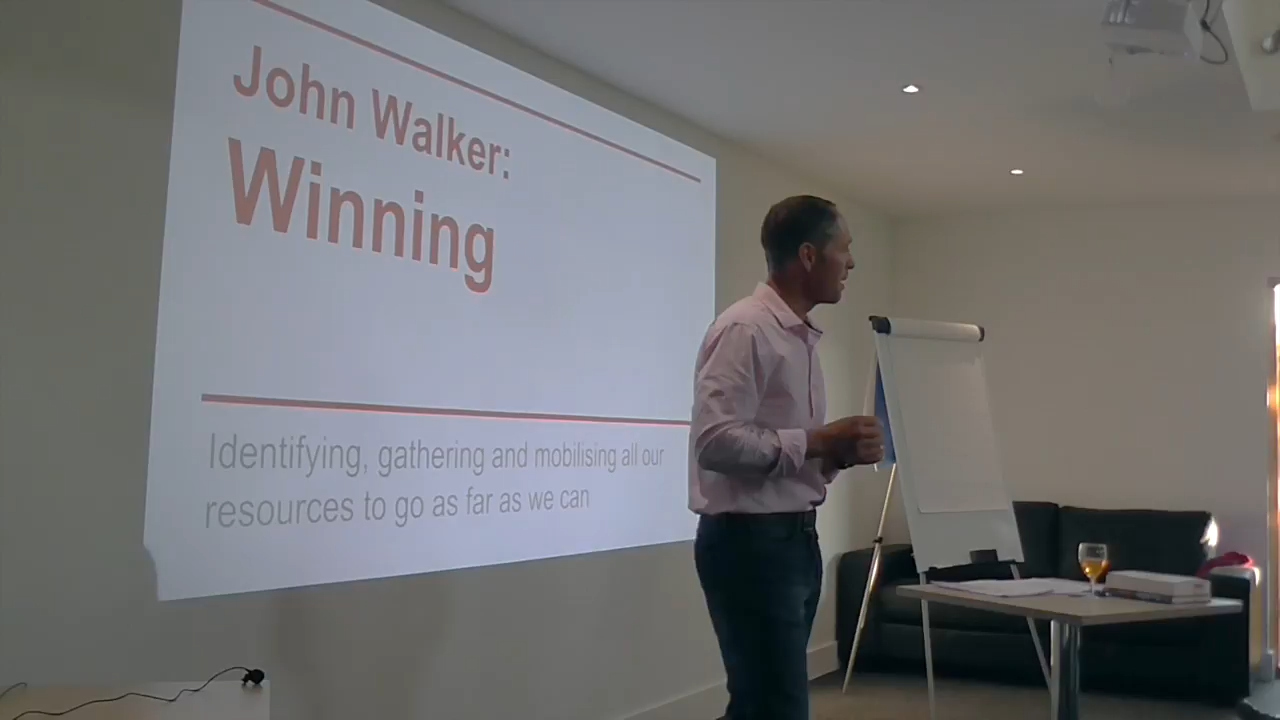 John Walker:
Winning
Identifying, gathering and mobilising all our
resources to go as far as we can